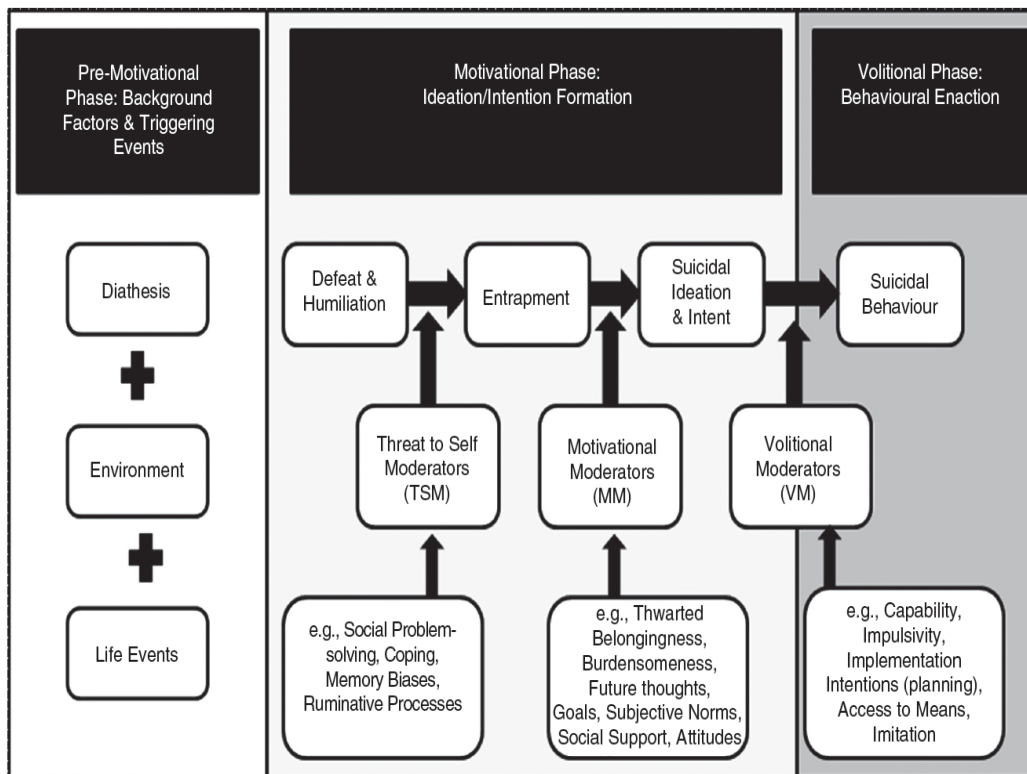 Pre-Motivational
Phase: Background
Factors & Triggering
Events
Motivational Phase:
Ideation/Intention Formation
Volitional Phase:
Behavioural Enaction
Diathesis
Environment
Life Events
Defeat &
Humiliation
Entrapment
Suicidal
Ideation
& Intent
Suicidal
Behaviour
Threat to Self
Moderators
(TSM)
Motivational
Moderators
(MM)
Volitional
Moderators
(VM)
e.g., Social Problem-
solving, Coping,
Memory Biases,
Ruminative Processes
e.g., Thwarted
Belongingness,
Burdensomeness,
Future thoughts,
Goals, Subjective Norms,
Social Support, Attitudes
e.g., Capability,
Impulsivity,
Implementation
Intentions (planning),
Access to Means,
Imitation